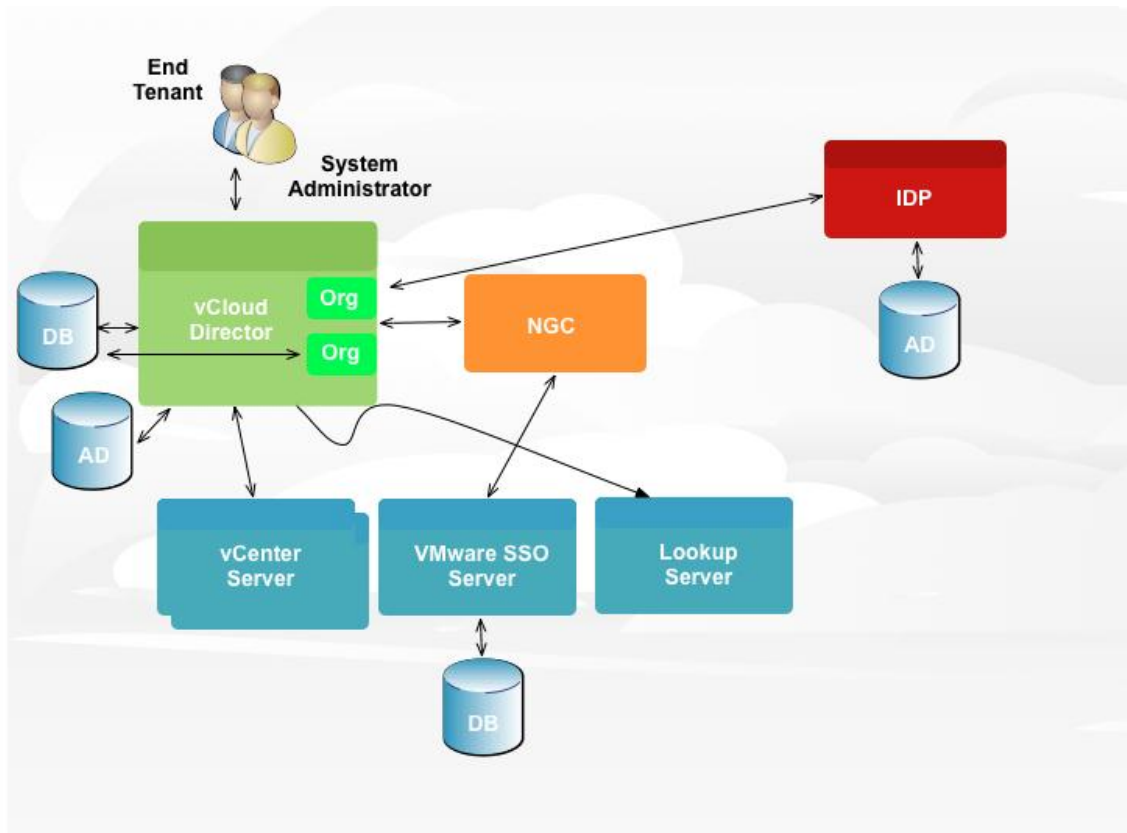 End
Tenant
System
Administrator
IDP
vCloud
Director
Org
Org
NGC
DB
AD
AD
vCenter
Server
VMware SSO
Server
Lookup
Server
DB